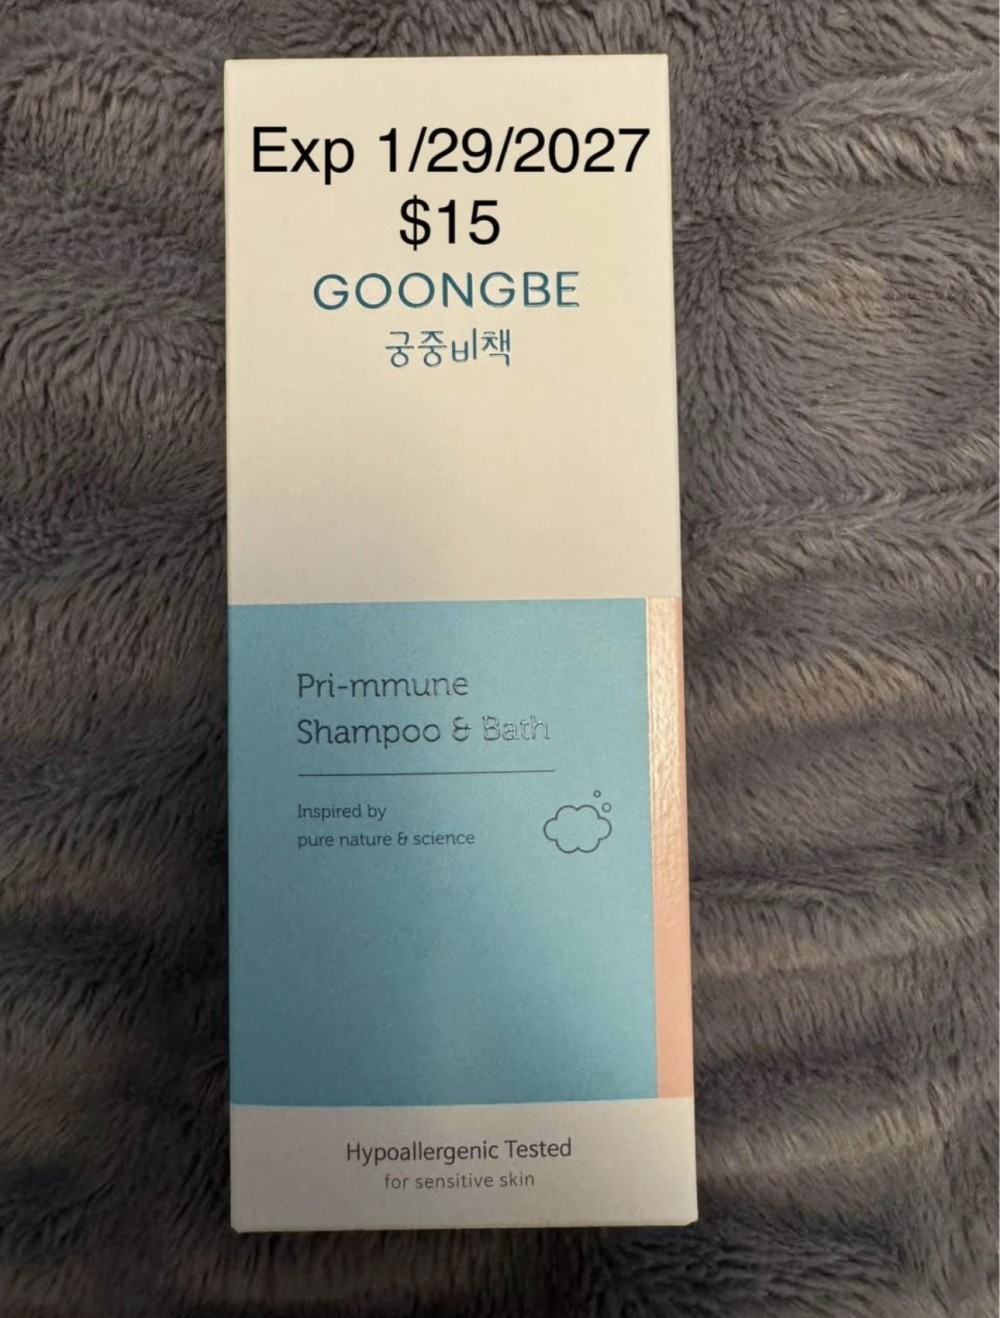 Exp 1/29/2027
$15
GOONGBE
궁중비책
Pri-mmune
Shampoo & Bath
Inspired by
pure nature & science
Hypoallergenic Tested
for sensitive skin